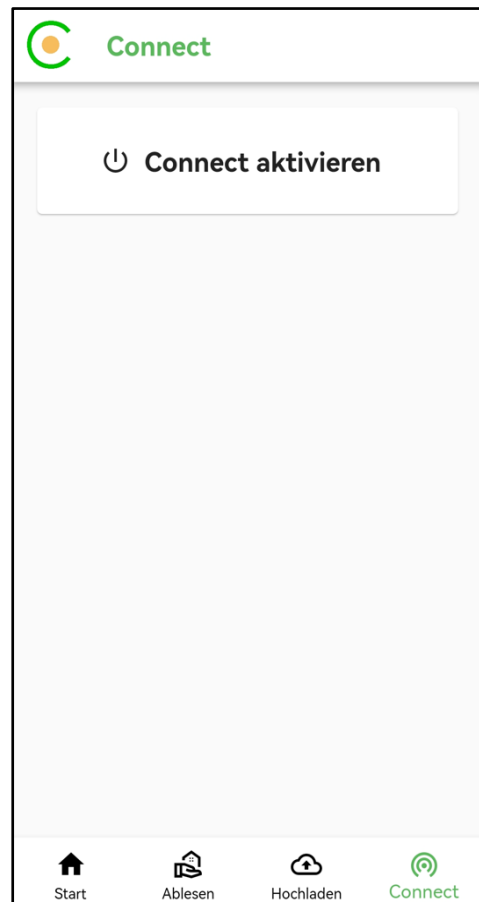 Connect
Connect aktivieren
Start
Ablesen
Hochladen
Connect